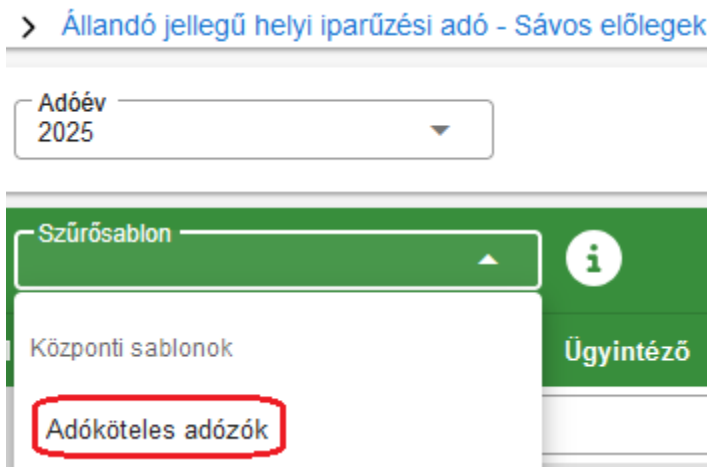 Állandó jellegű helyi iparűzési adó - Sávos előlegek
Adóév
2025
Szűrősablon
Központi sablonok
Ügyintéző
Adóköteles adózók